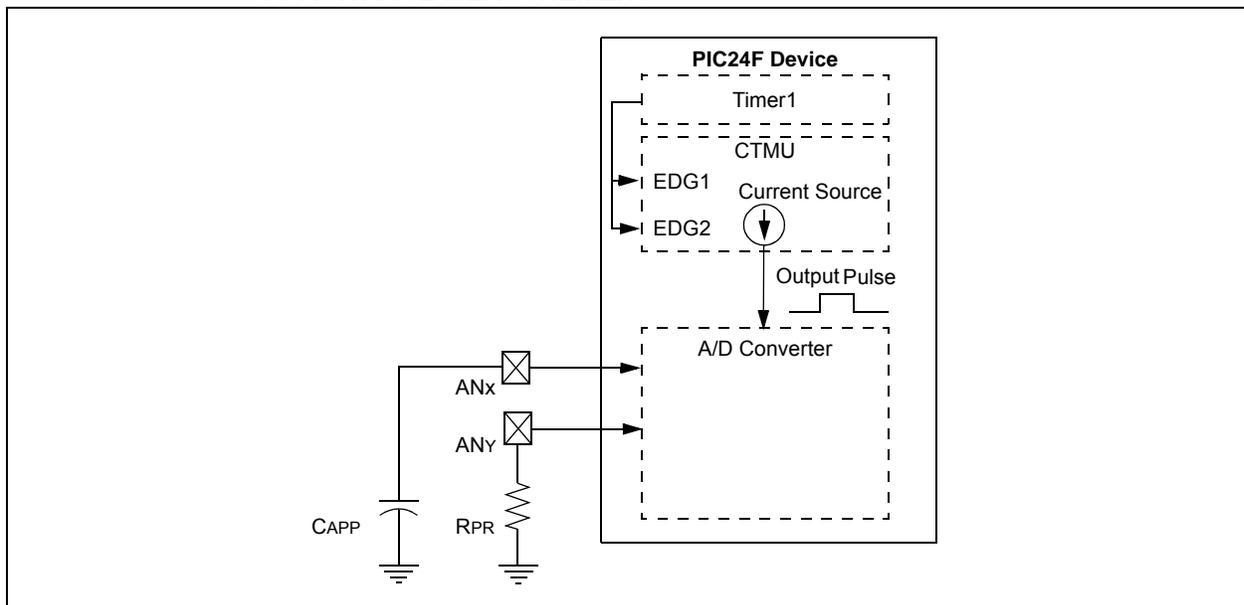 PIC24F Device
Timer1
CTMU
EDG1
Current Source
EDG2
Output Pulse
A/D Converter
ANX
ANY
CAPP
RPR